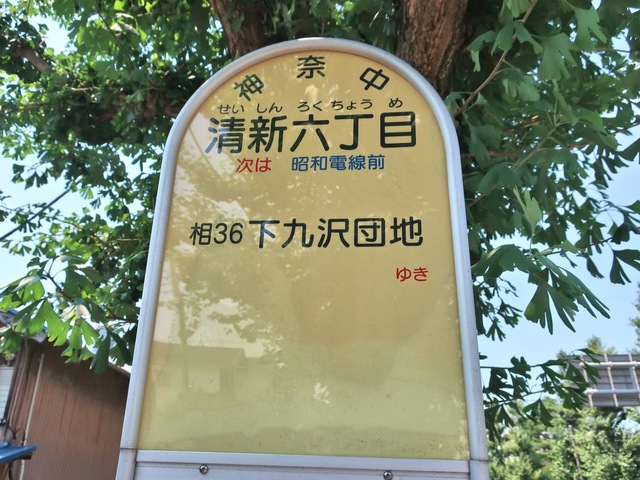 神奈中
せいしん ろくちょうめ
清新六丁目
次は 昭和電線前
相36 下九沢団地
ゆき